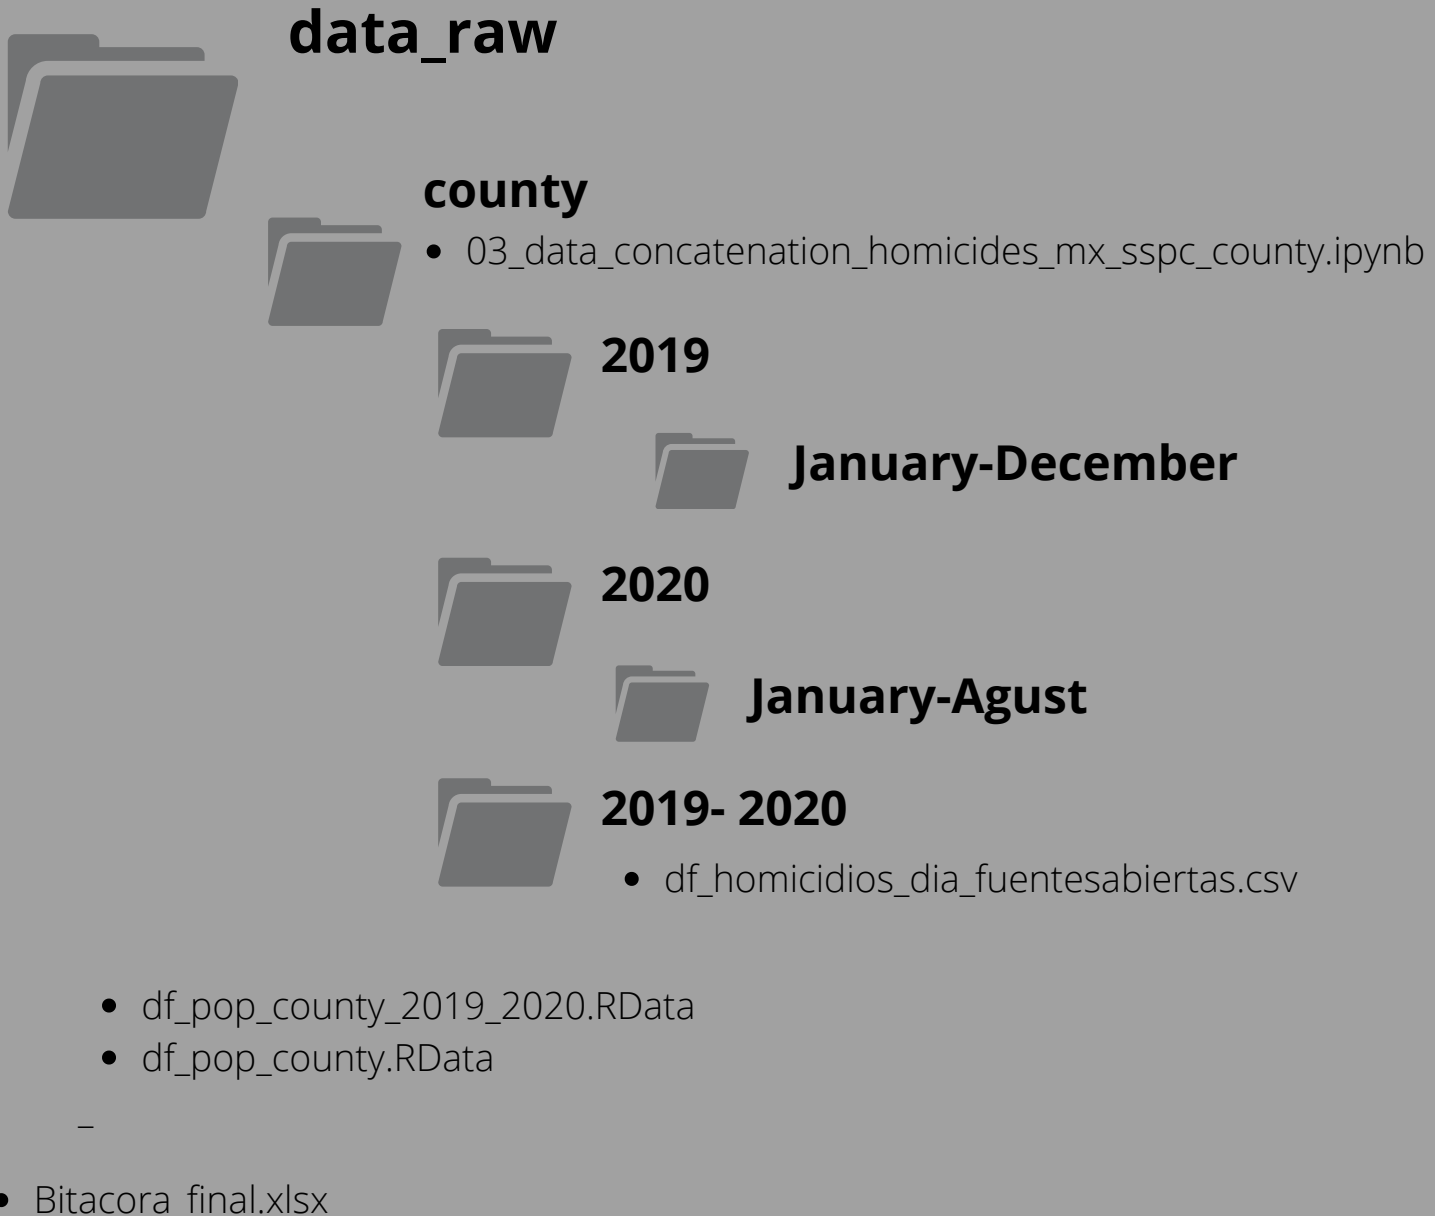 data_raw
county
• 03_data_concatenation_homicides_mx_sspc_county.ipynb
2019
January-December
2020
January-Agust
2019- 2020
• df_homicidios_dia_fuentesabiertas.csv
• df_pop_county_2019_2020.RData
• df_pop_county.RData
_
• Bitacora_final.xlsx